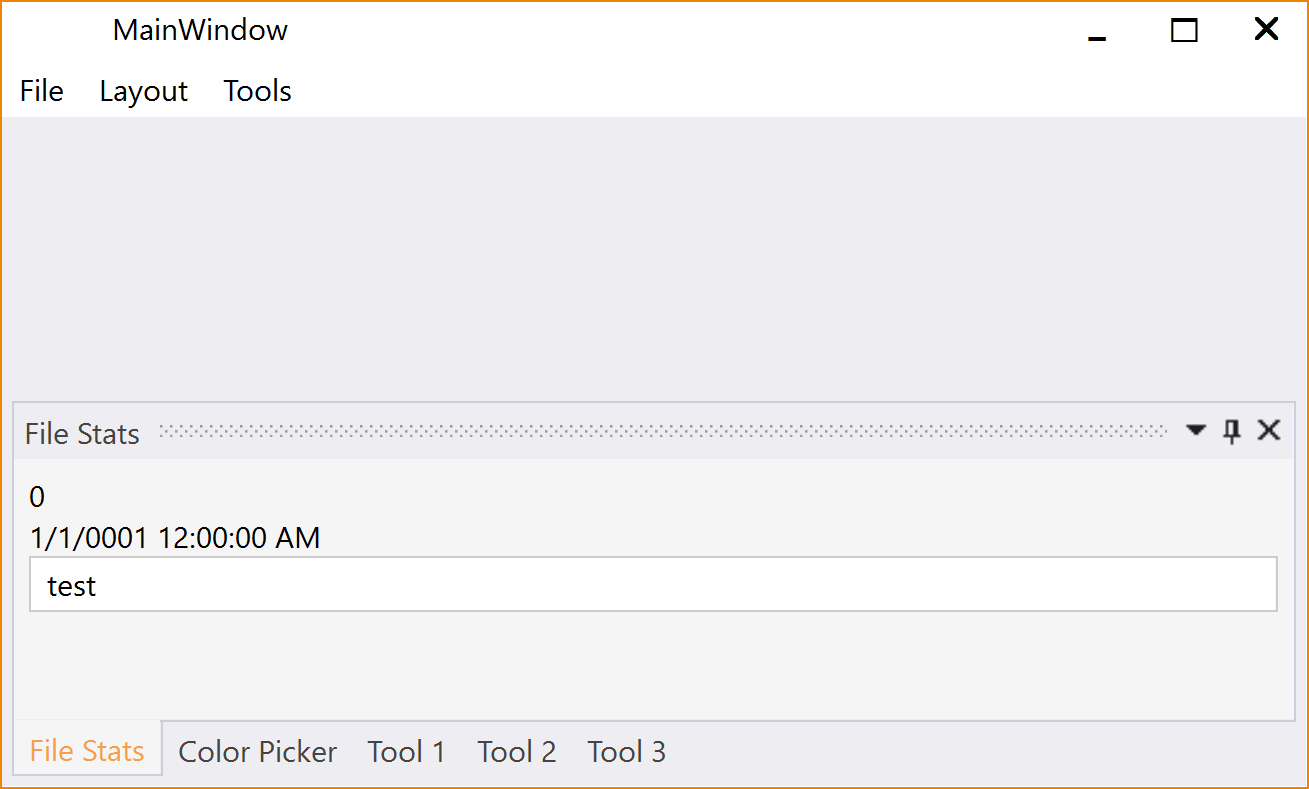 MainWindow
File Layout Tools
File Stats
0
1/1/0001 12:00:00 AM
test
File Stats Color Picker Tool 1 Tool 2 Tool 3